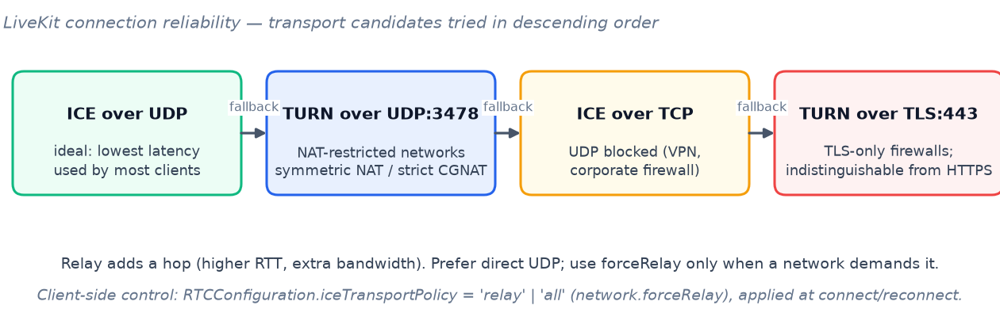 LiveKit connection reliability — transport candidates tried in descending order
ICE over UDP
ideal: lowest latency
used by most clients
fallback
TURN over UDP:3478
NAT-restricted networks
symmetric NAT / strict CGNAT
fallback
ICE over TCP
UDP blocked (VPN,
corporate firewall)
fallback
TURN over TLS:443
TLS-only firewalls;
indistinguishable from HTTPS
Relay adds a hop (higher RTT, extra bandwidth). Prefer direct UDP; use forceRelay only when a network demands it.
Client-side control: RTCConfiguration.iceTransportPolicy = 'relay' | 'all' (network.forceRelay), applied at connect/reconnect.